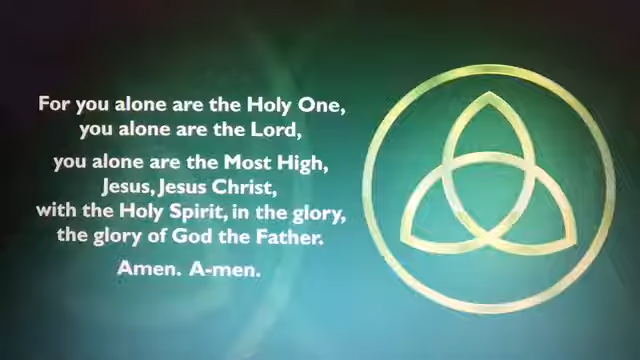 For you alone are the Holy One,
you alone are the Lord,
you alone are the Most High,
Jesus, Jesus Christ,
with the Holy Spirit, in the glory,
the glory of God the Father.
Amen. A-men.